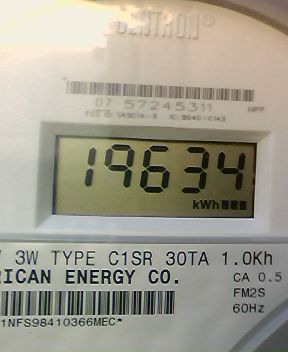 CENTRON®
07 57245311
19634
kWh
3W TYPE C1SR 30TA 1.0Kh
RICAN ENERGY CO. CA 0.5
FM2S
1NFS98410366MEC* 60Hz